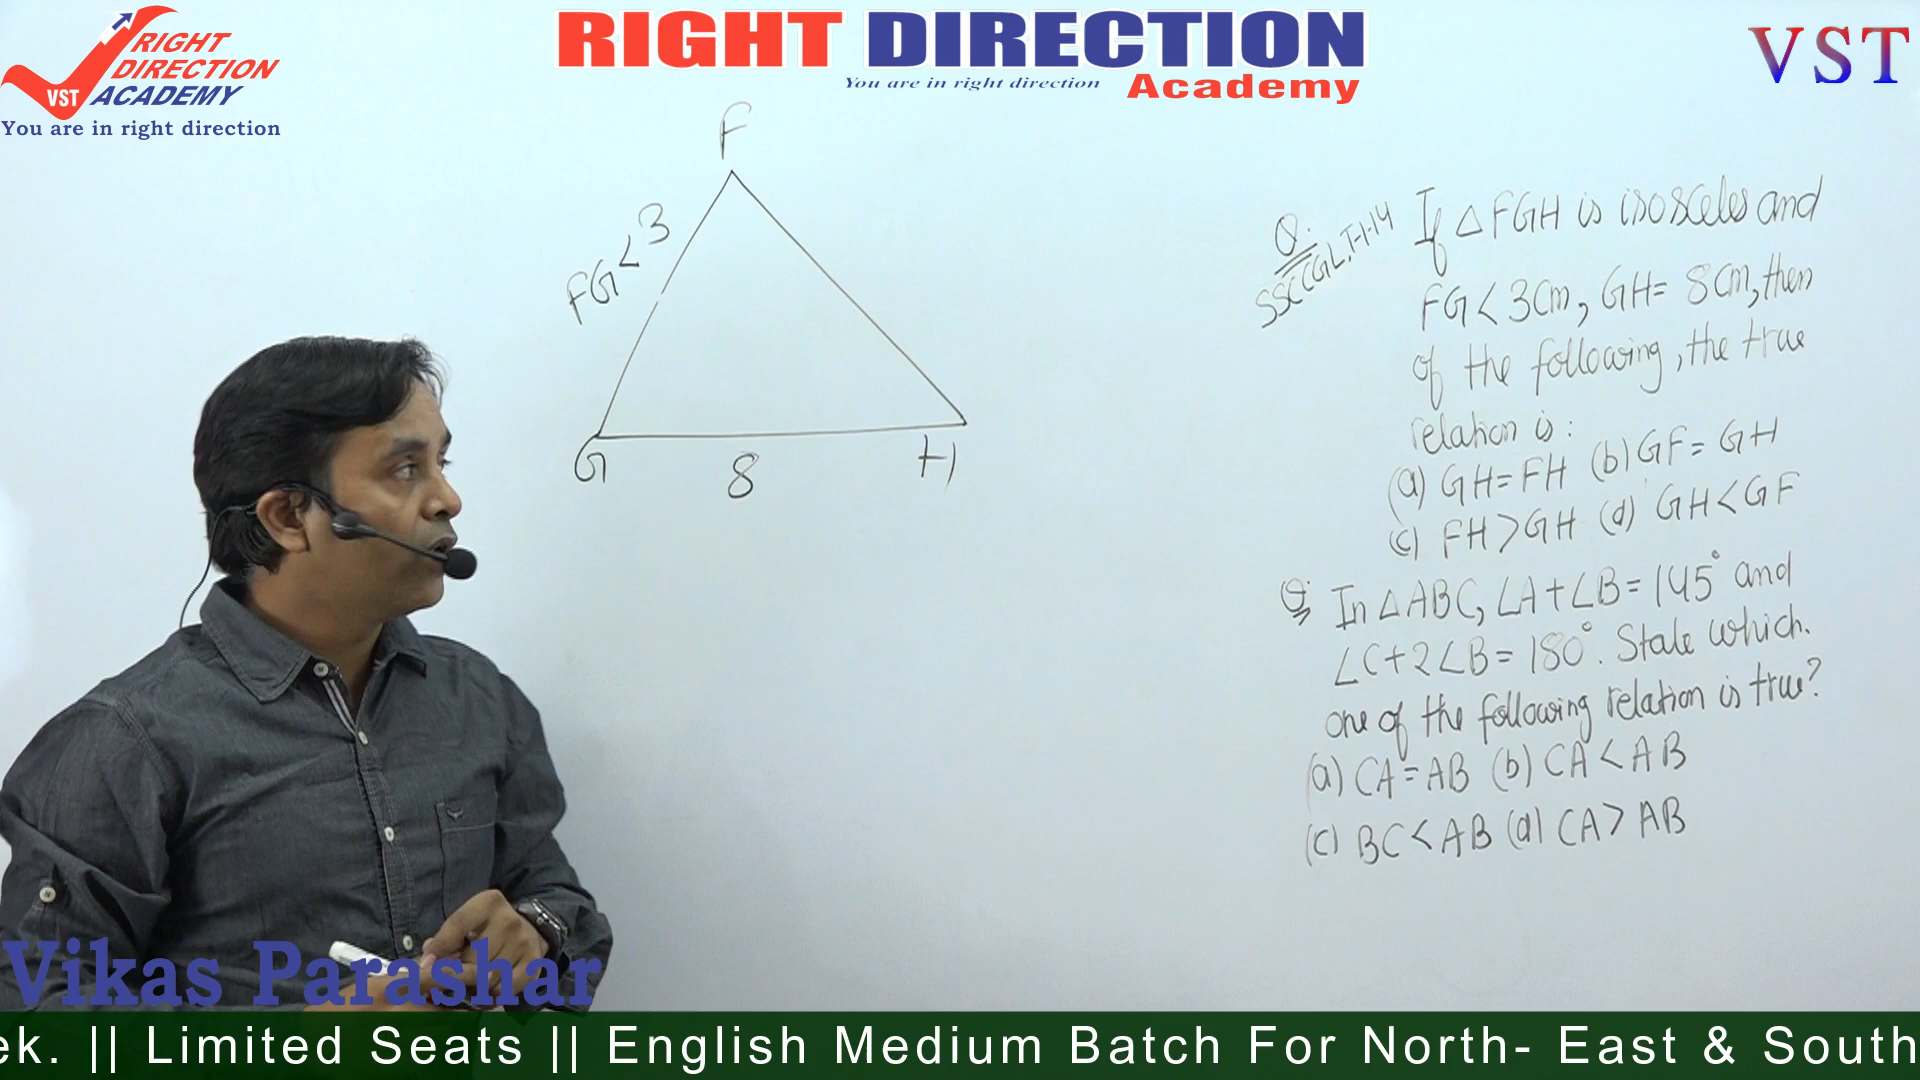 RIGHT
DIRECTION
VST ACADEMY
You are in right direction
RIGHT DIRECTION
You are in right direction Academy
VST
F
FG < 3
G 8 H
Q. If △FGH is isosceles and
SSC CGL, T-1-14
FG < 3cm, GH = 8cm, then
of the following, the true
relation is:
(a) GH = FH (b) GF = GH
(c) FH > GH (d) GH < GF
Q. In △ABC, ∠A + ∠B = 145° and
∠C + 2∠B = 180°. State which
one of the following relation is true?
(a) CA = AB (b) CA < AB
(c) BC < AB (d) CA > AB
Vikas Parashar
ek. || Limited Seats || English Medium Batch For North- East & South